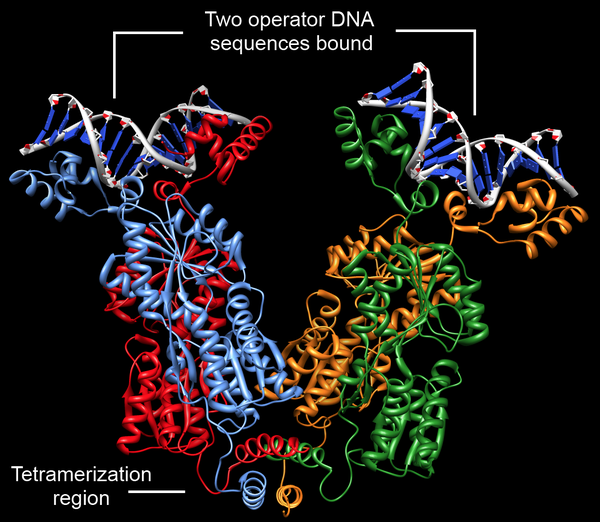 Two operator DNA
sequences bound
Tetramerization
region